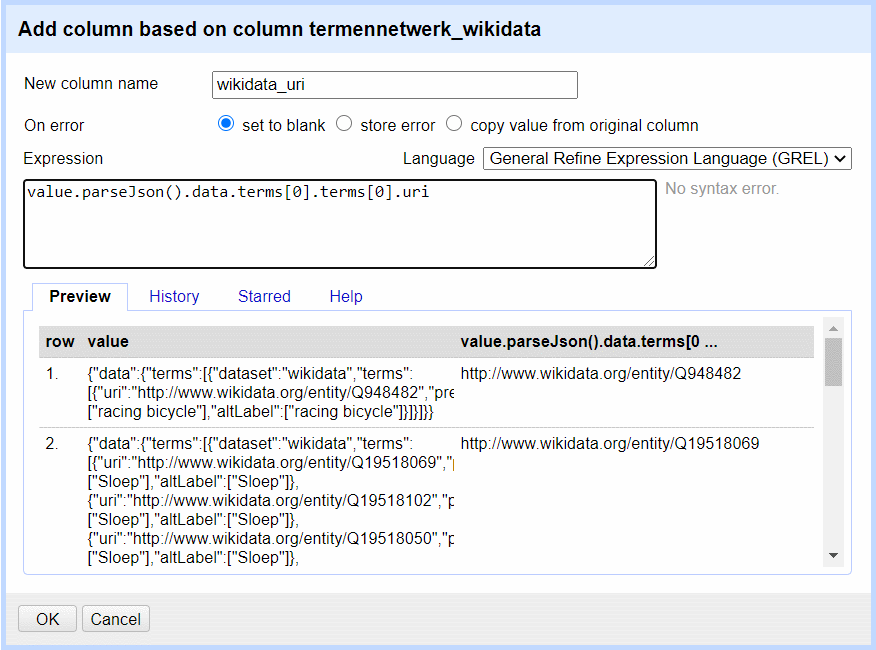 Add column based on column termennetwerk_wikidata
New column name wikidata_uri
On error set to blank store error copy value from original column
Expression Language General Refine Expression Language (GREL)
value.parseJson().data.terms[0].terms[0].uri No syntax error.
Preview History Starred Help
row value value.parseJson().data.terms[0 ...
1. {"data":{"terms":[{"dataset":"wikidata","terms": http://www.wikidata.org/entity/Q948482
[{"uri":"http://www.wikidata.org/entity/Q948482","pre
["racing bicycle"],"altLabel":["racing bicycle"]}]}]}}
2. {"data":{"terms":[{"dataset":"wikidata","terms": http://www.wikidata.org/entity/Q19518069
[{"uri":"http://www.wikidata.org/entity/Q19518069","p
["Sloep"],"altLabel":["Sloep"]},
{"uri":"http://www.wikidata.org/entity/Q19518102","p
["Sloep"],"altLabel":["Sloep"]},
{"uri":"http://www.wikidata.org/entity/Q19518050","p
["Sloep"],"altLabel":["Sloep"]},
OK Cancel